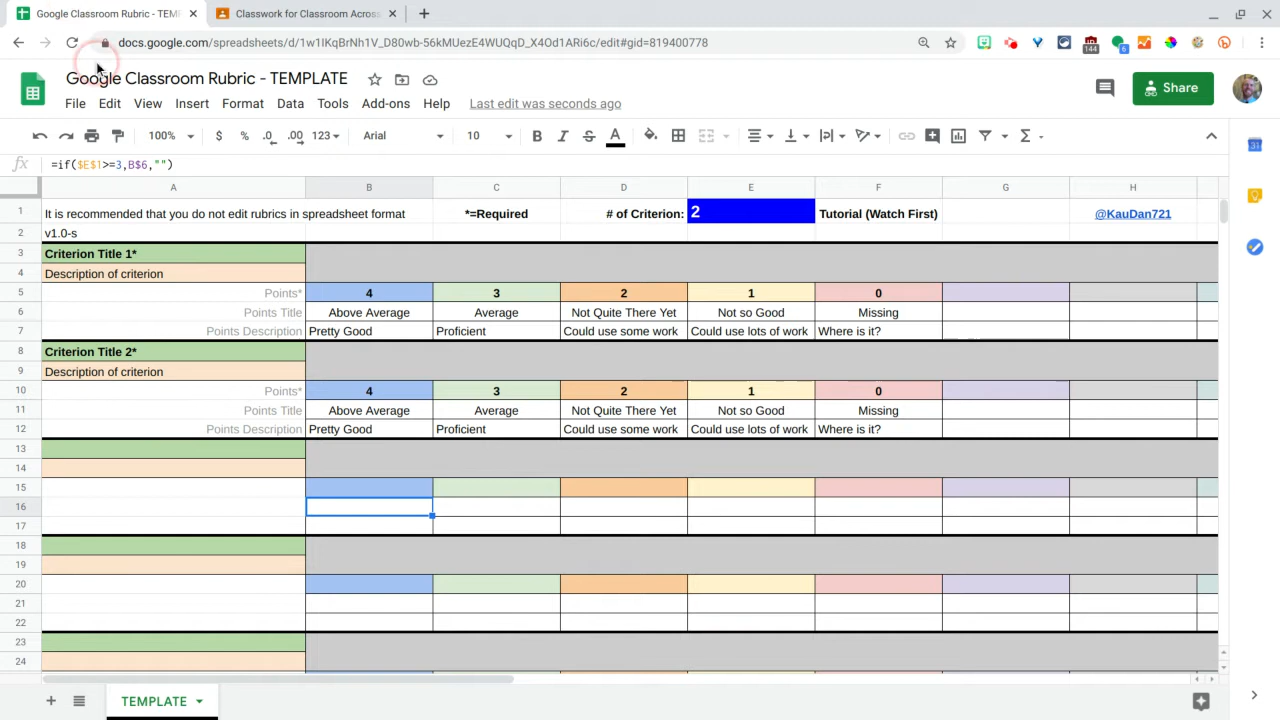 Google Classroom Rubric - TEMP
Classwork for Classroom Across
docs.google.com/spreadsheets/d/1w1IKqBrNh1V_D80wb-56kMUezE4WUQqD_X4Od1ARi6c/edit#gid=819400778
144
6
Google Classroom Rubric - TEMPLATE
File Edit View Insert Format Data Tools Add-ons Help Last edit was seconds ago
Share
100% $ % .0 .00 123 Arial 10 B I S A Σ
fx =if($E$1>=3,B$6,"")
A B C D E F G H
1 It is recommended that you do not edit rubrics in spreadsheet format *=Required # of Criterion: 2 Tutorial (Watch First) @KauDan721
2 v1.0-s
3 Criterion Title 1*
4 Description of criterion
5 Points* 4 3 2 1 0
6 Points Title Above Average Average Not Quite There Yet Not so Good Missing
7 Points Description Pretty Good Proficient Could use some work Could use lots of work Where is it?
8 Criterion Title 2*
9 Description of criterion
10 Points* 4 3 2 1 0
11 Points Title Above Average Average Not Quite There Yet Not so Good Missing
12 Points Description Pretty Good Proficient Could use some work Could use lots of work Where is it?
13
14
15
16
17
18
19
20
21
22
23
24
TEMPLATE
31